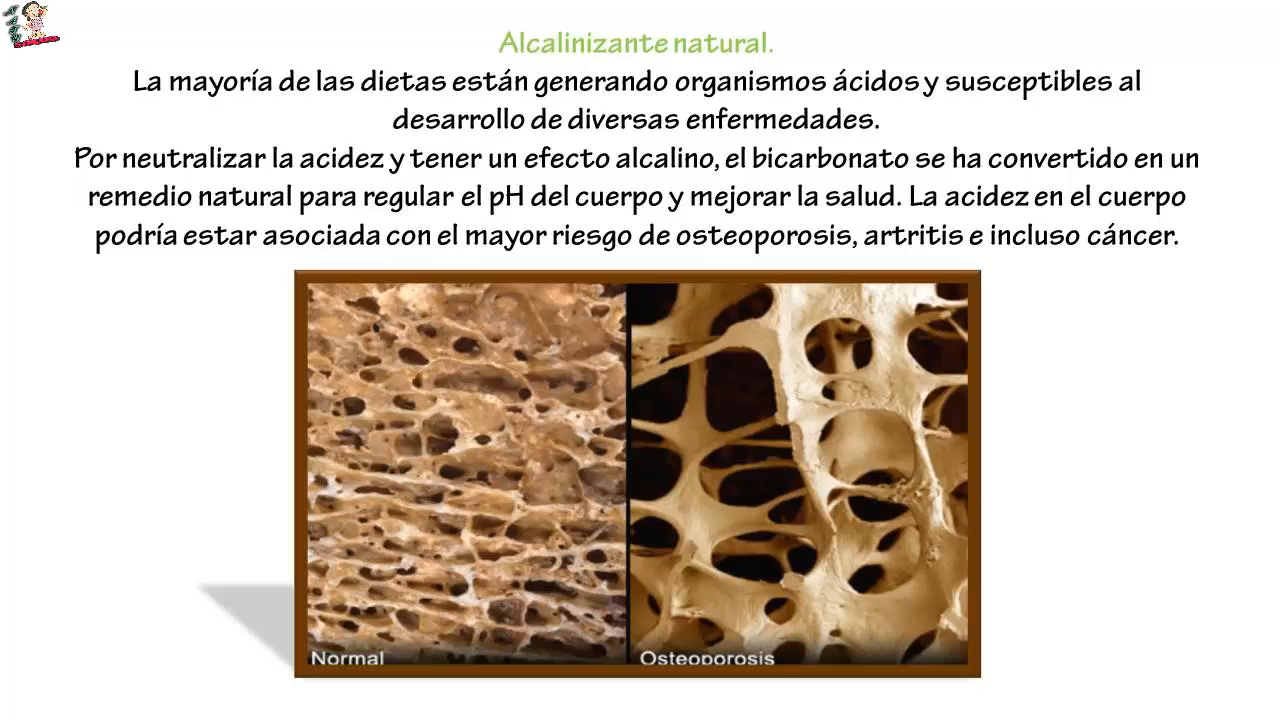 Alcalinizante natural.
La mayoría de las dietas están generando organismos ácidos y susceptibles al
desarrollo de diversas enfermedades.
Por neutralizar la acidez y tener un efecto alcalino, el bicarbonato se ha convertido en un
remedio natural para regular el pH del cuerpo y mejorar la salud. La acidez en el cuerpo
podría estar asociada con el mayor riesgo de osteoporosis, artritis e incluso cáncer.
Normal
Osteoporosis